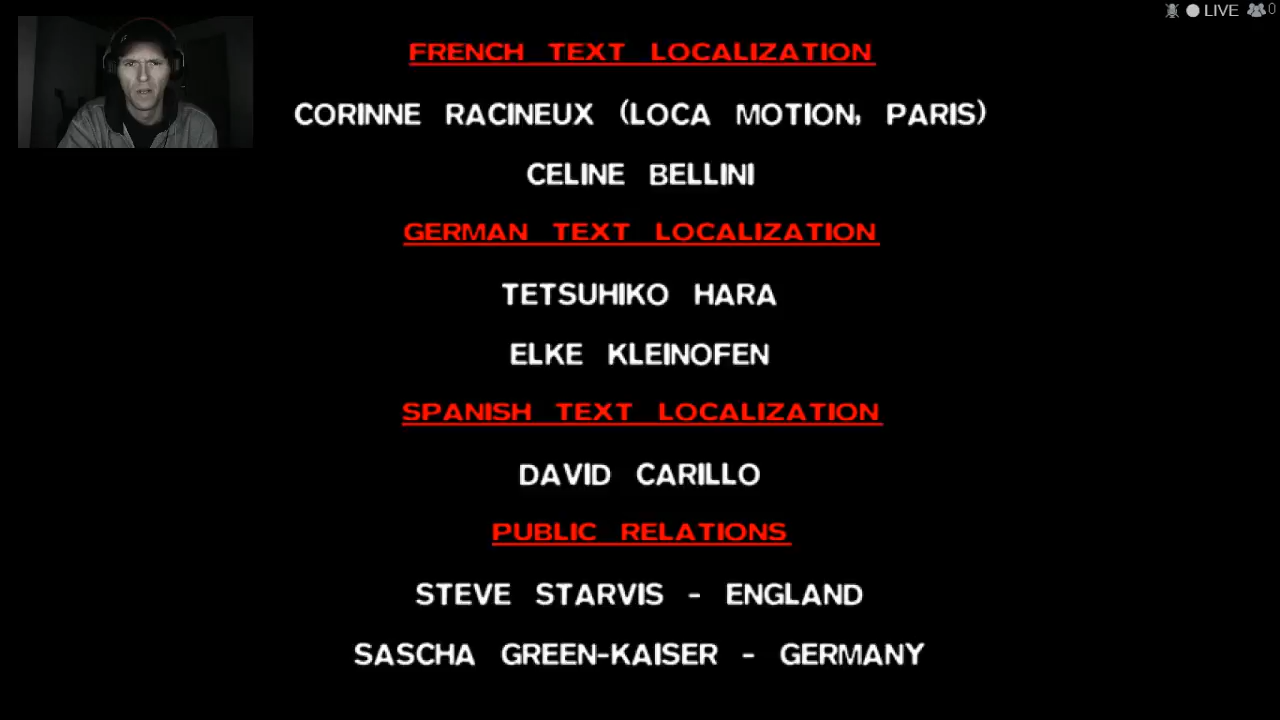 LIVE 0
FRENCH TEXT LOCALIZATION
CORINNE RACINEUX (LOCA MOTION, PARIS)
CELINE BELLINI
GERMAN TEXT LOCALIZATION
TETSUHIKO HARA
ELKE KLEINOFEN
SPANISH TEXT LOCALIZATION
DAVID CARILLO
PUBLIC RELATIONS
STEVE STARVIS - ENGLAND
SASCHA GREEN-KAISER - GERMANY